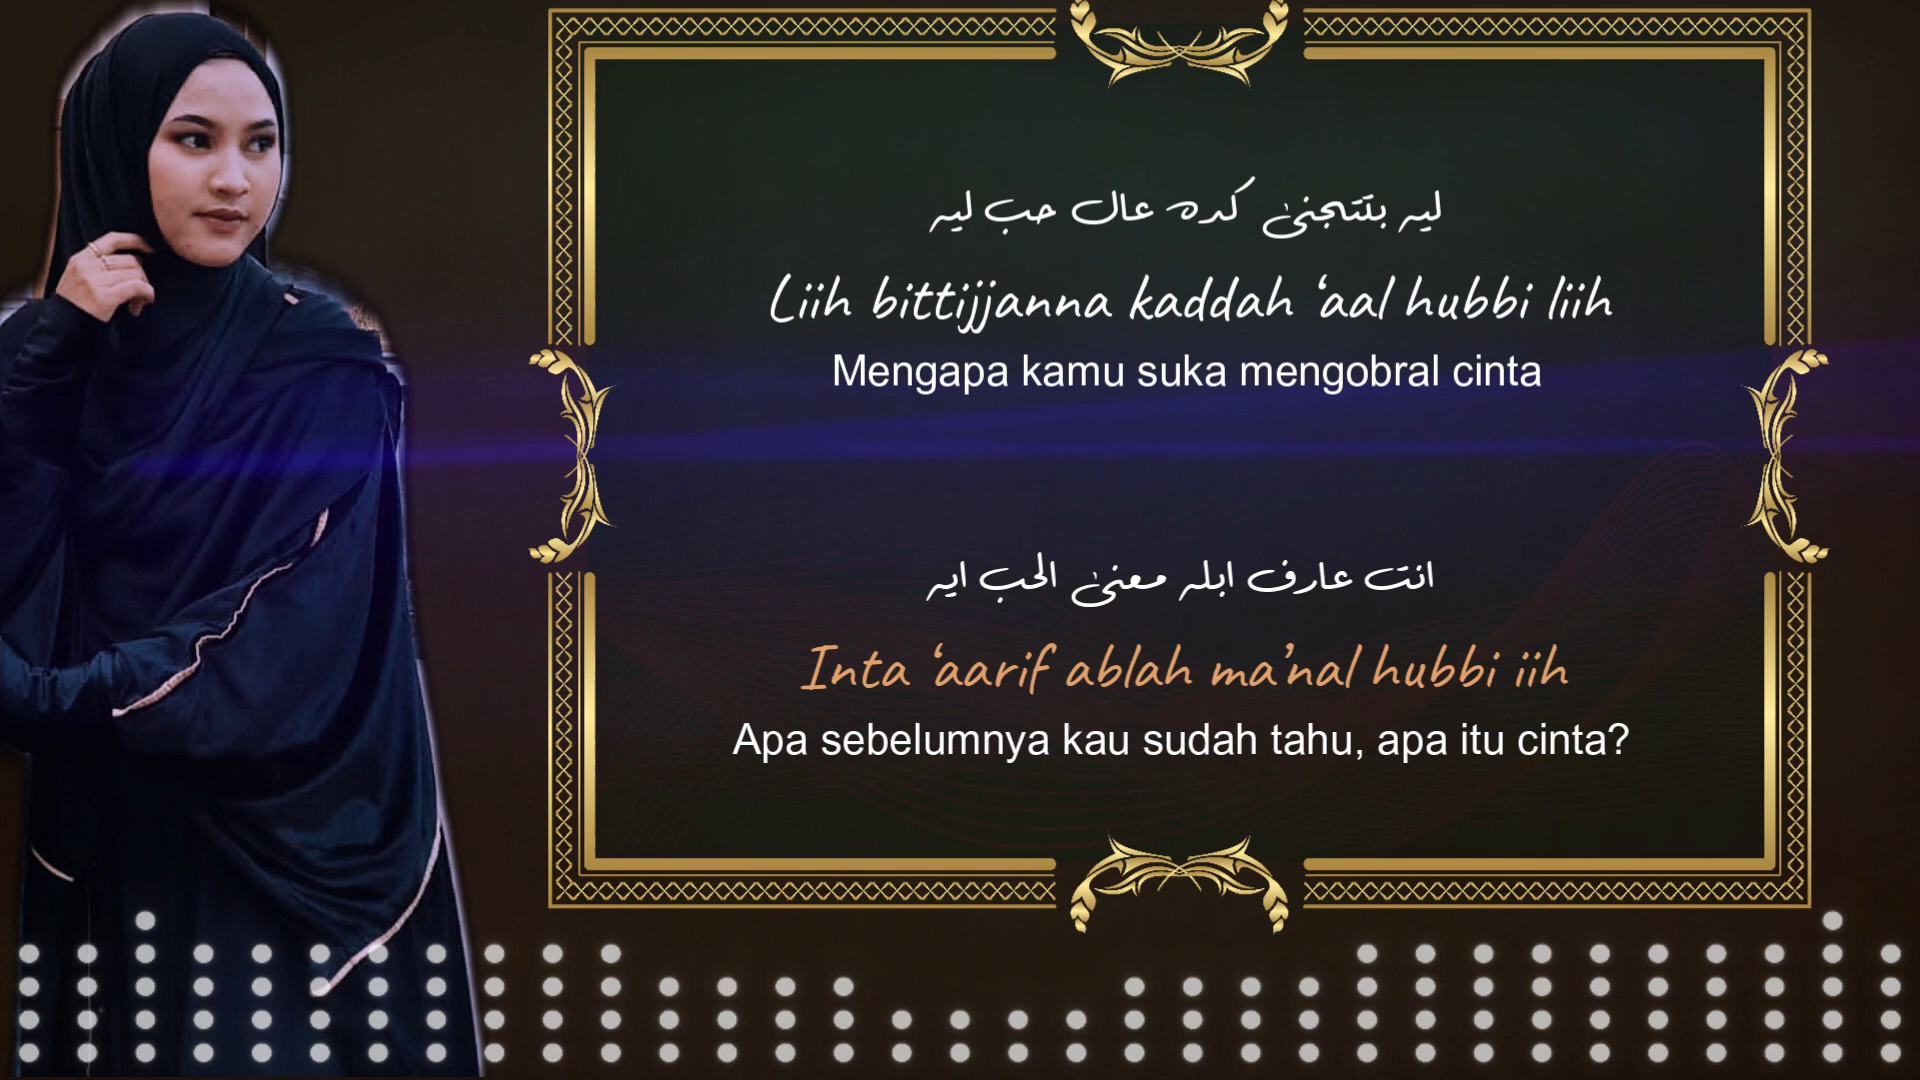 ليه بتتجنى كده عال حب ليه
Liih bittijjanna kaddah ‘aal hubbi liih
Mengapa kamu suka mengobral cinta
انت عارف ابله معنى الحب ايه
Inta ‘aarif ablah ma’nal hubbi iih
Apa sebelumnya kau sudah tahu, apa itu cinta?